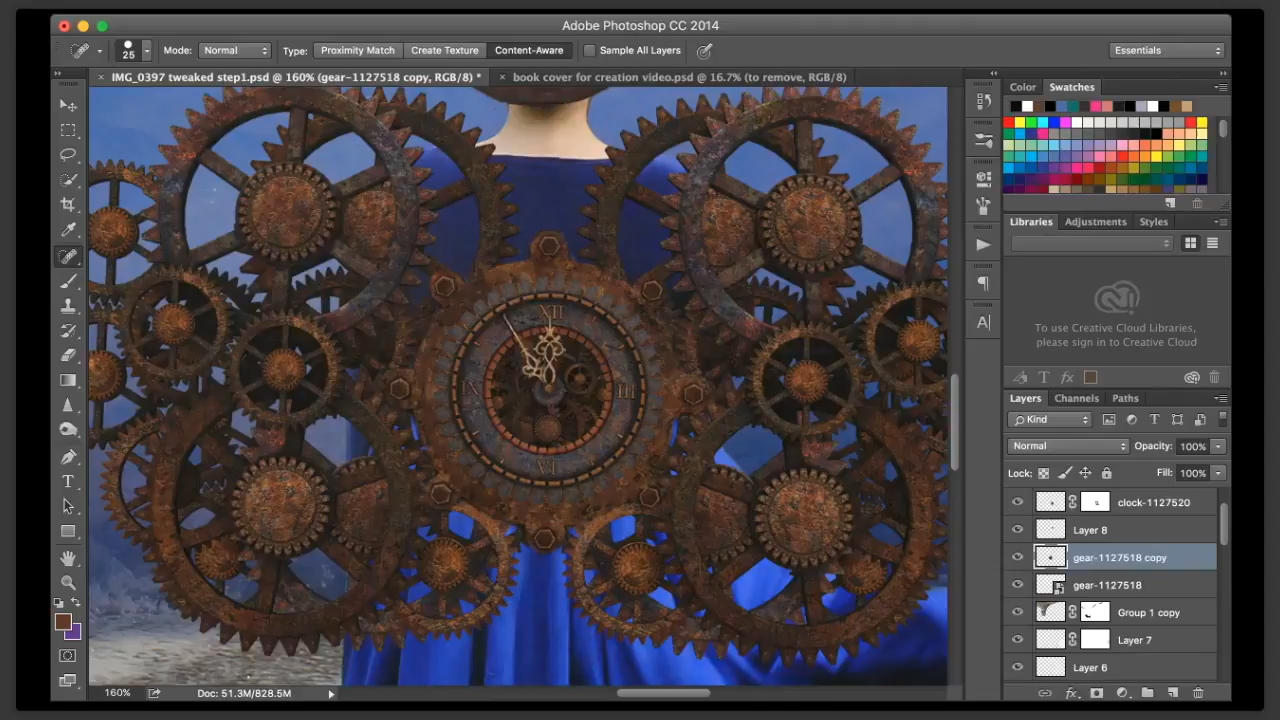 Adobe Photoshop CC 2014
25 Mode: Normal Type: Proximity Match Create Texture Content-Aware Sample All Layers Essentials
IMG_0397 tweaked step1.psd @ 160% (gear-1127518 copy, RGB/8) * book cover for creation video.psd @ 16.7% (to remove, RGB/8)
Color Swatches
Libraries Adjustments Styles
To use Creative Cloud Libraries,
please sign in to Creative Cloud
Layers Channels Paths
Kind
Normal Opacity: 100%
Lock: Fill: 100%
clock-1127520
Layer 8
gear-1127518 copy
gear-1127518
Group 1 copy
Layer 7
Layer 6
XII
IX III
VI
160% Doc: 51.3M/828.5M